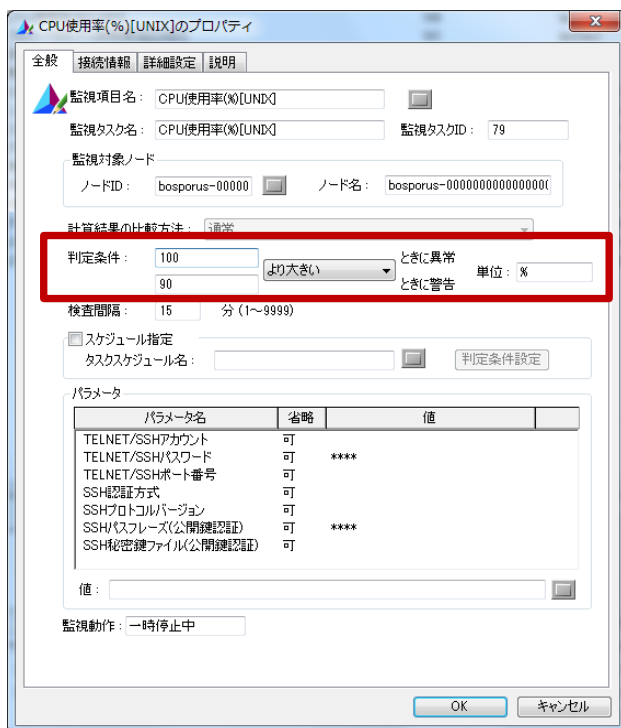 CPU使用率(%)[UNIX]のプロパティ
全般 接続情報 詳細設定 説明
監視項目名： CPU使用率(%)[UNIX]
監視タスク名： CPU使用率(%)[UNIX] 監視タスクID： 79
監視対象ノード
ノードID： bosporus-00000 ノード名：
計算結果の比較方法： 通常
判定条件： 100 より大きい ときに異常 単位： %
90 ときに警告
検査間隔： 15 分 (1～9999)
スケジュール指定
タスクスケジュール名： 判定条件設定
パラメータ
パラメータ名 省略 値
TELNET/SSHアカウント 可
TELNET/SSHパスワード 可 ****
TELNET/SSHポート番号 可
SSH認証方式 可
SSHプロトコルバージョン 可
SSHパスフレーズ(公開鍵認証) 可 ****
SSH秘密鍵ファイル(公開鍵認証) 可
値：
監視動作： 一時停止中
OK キャンセル